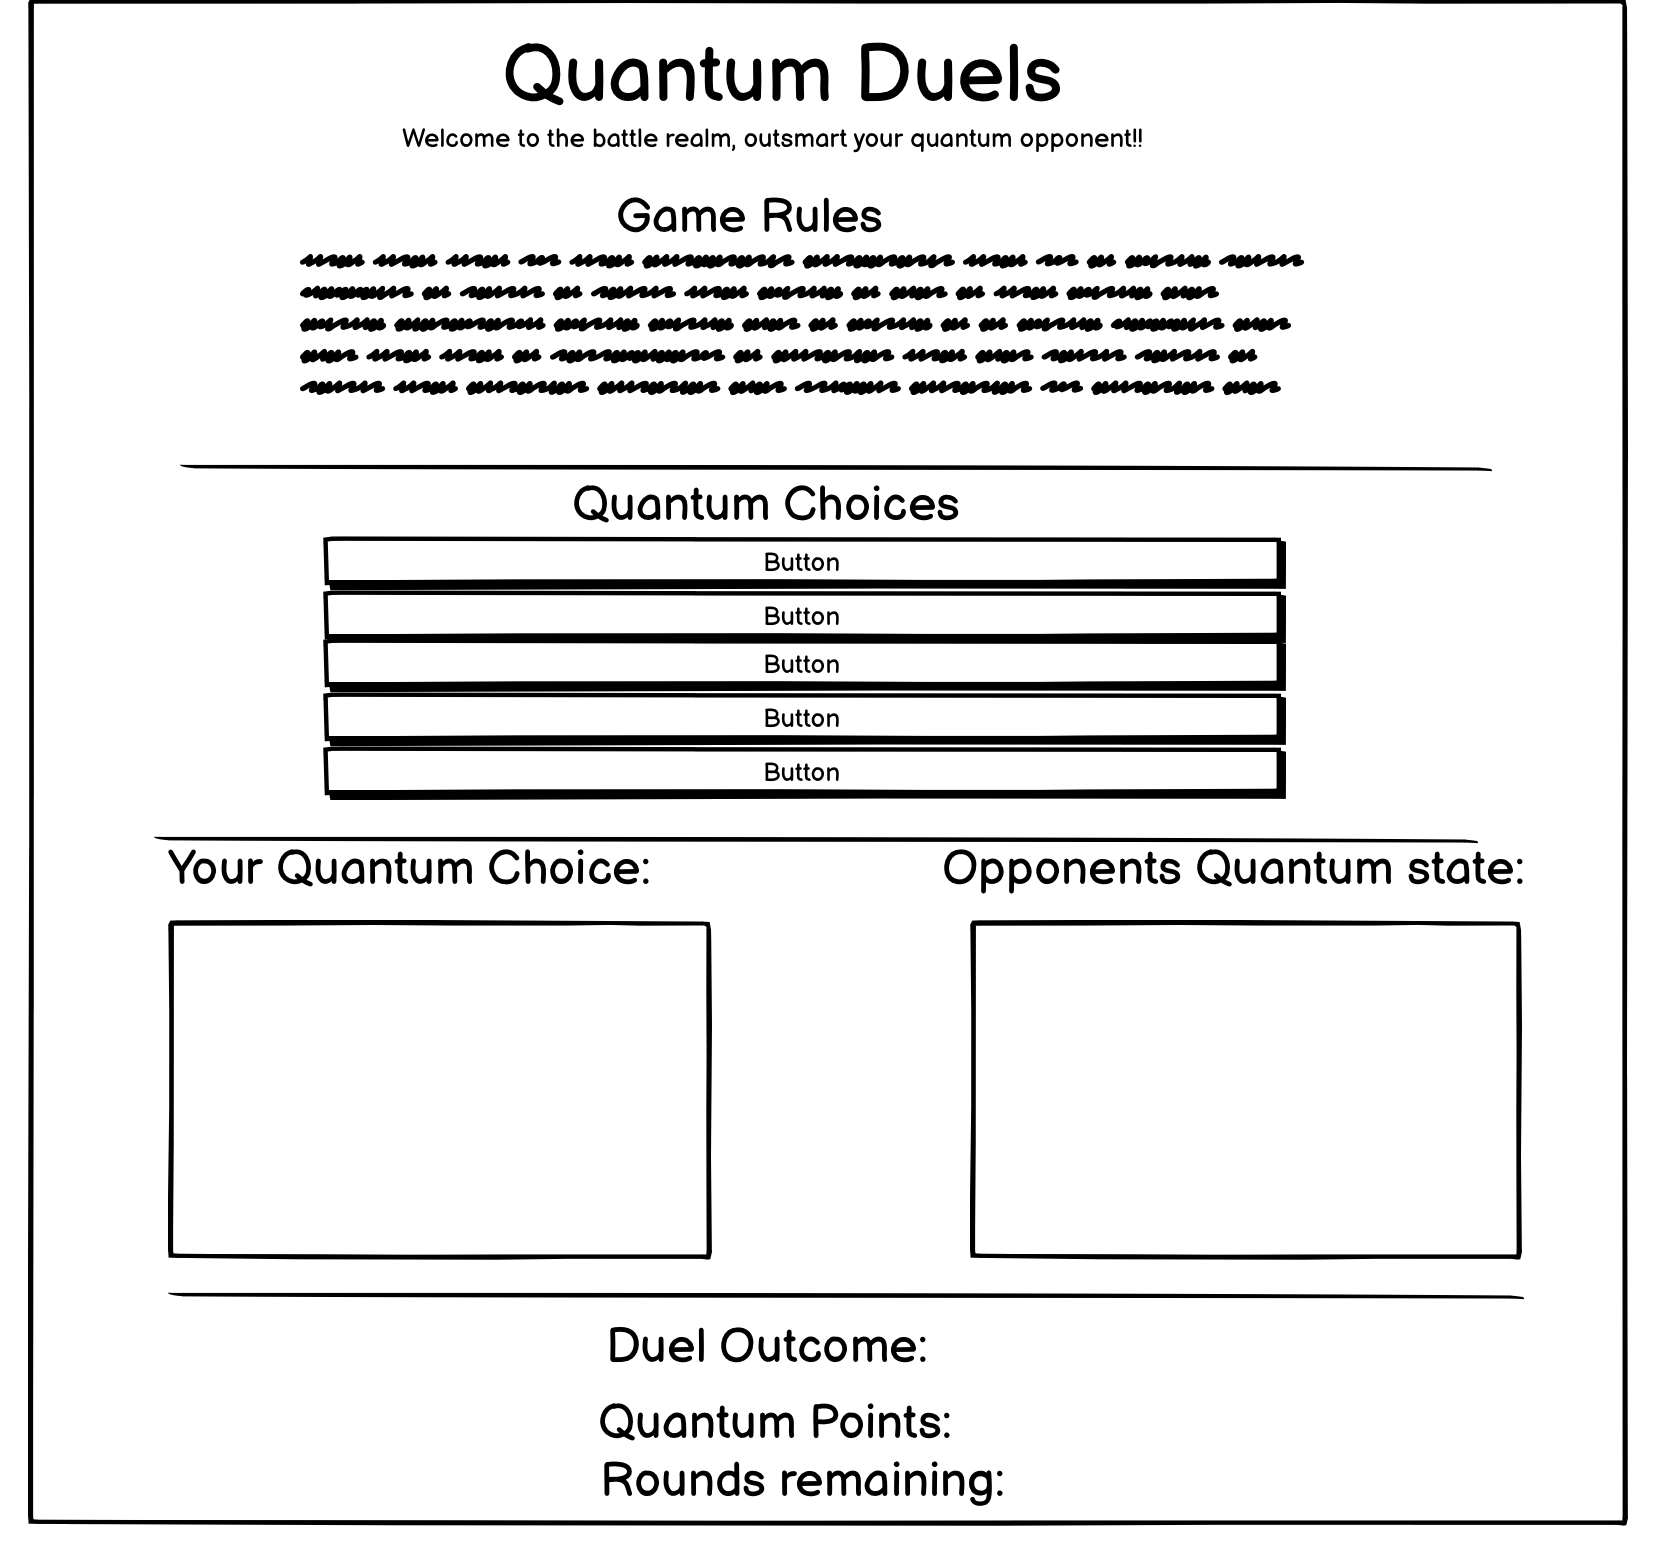 Quantum Duels
Welcome to the battle realm, outsmart your quantum opponent!!
Game Rules
Quantum Choices
Button
Button
Button
Button
Button
Your Quantum Choice:
Opponents Quantum state:
Duel Outcome:
Quantum Points:
Rounds remaining: